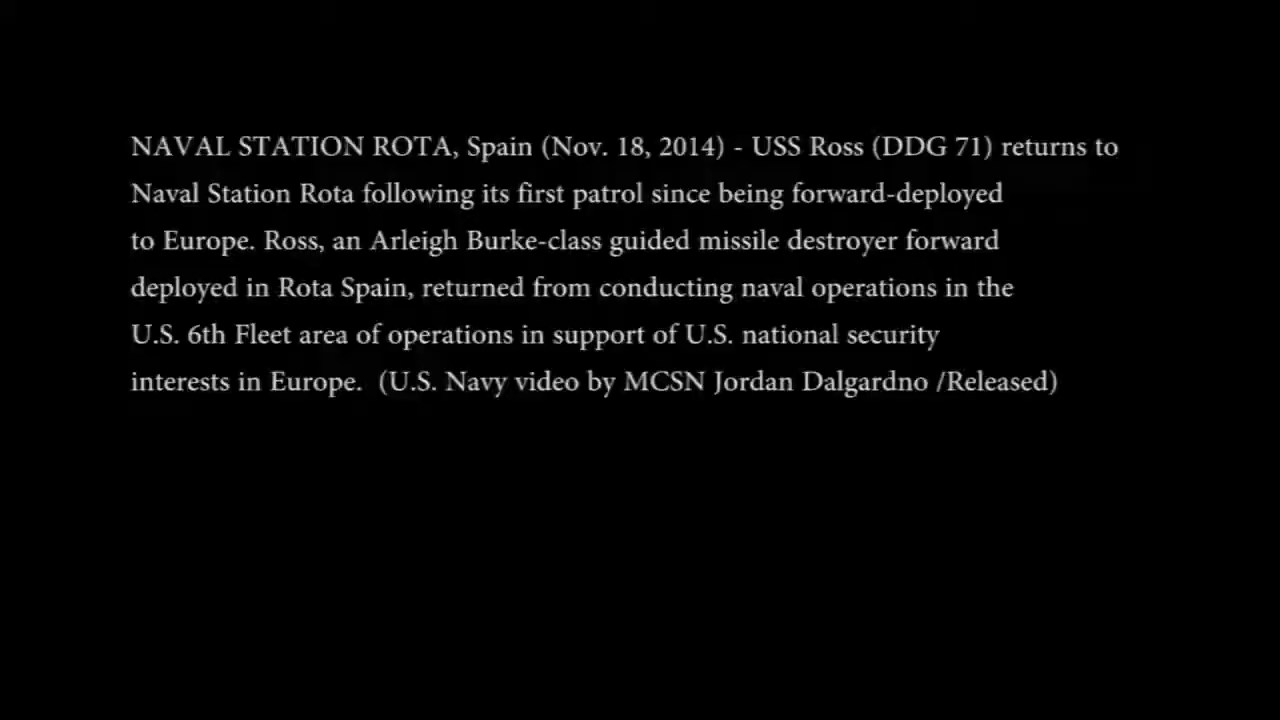 NAVAL STATION ROTA, Spain (Nov. 18, 2014) - USS Ross (DDG 71) returns to
Naval Station Rota following its first patrol since being forward-deployed
to Europe. Ross, an Arleigh Burke-class guided missile destroyer forward
deployed in Rota Spain, returned from conducting naval operations in the
U.S. 6th Fleet area of operations in support of U.S. national security
interests in Europe.  (U.S. Navy video by MCSN Jordan Dalgardno /Released)